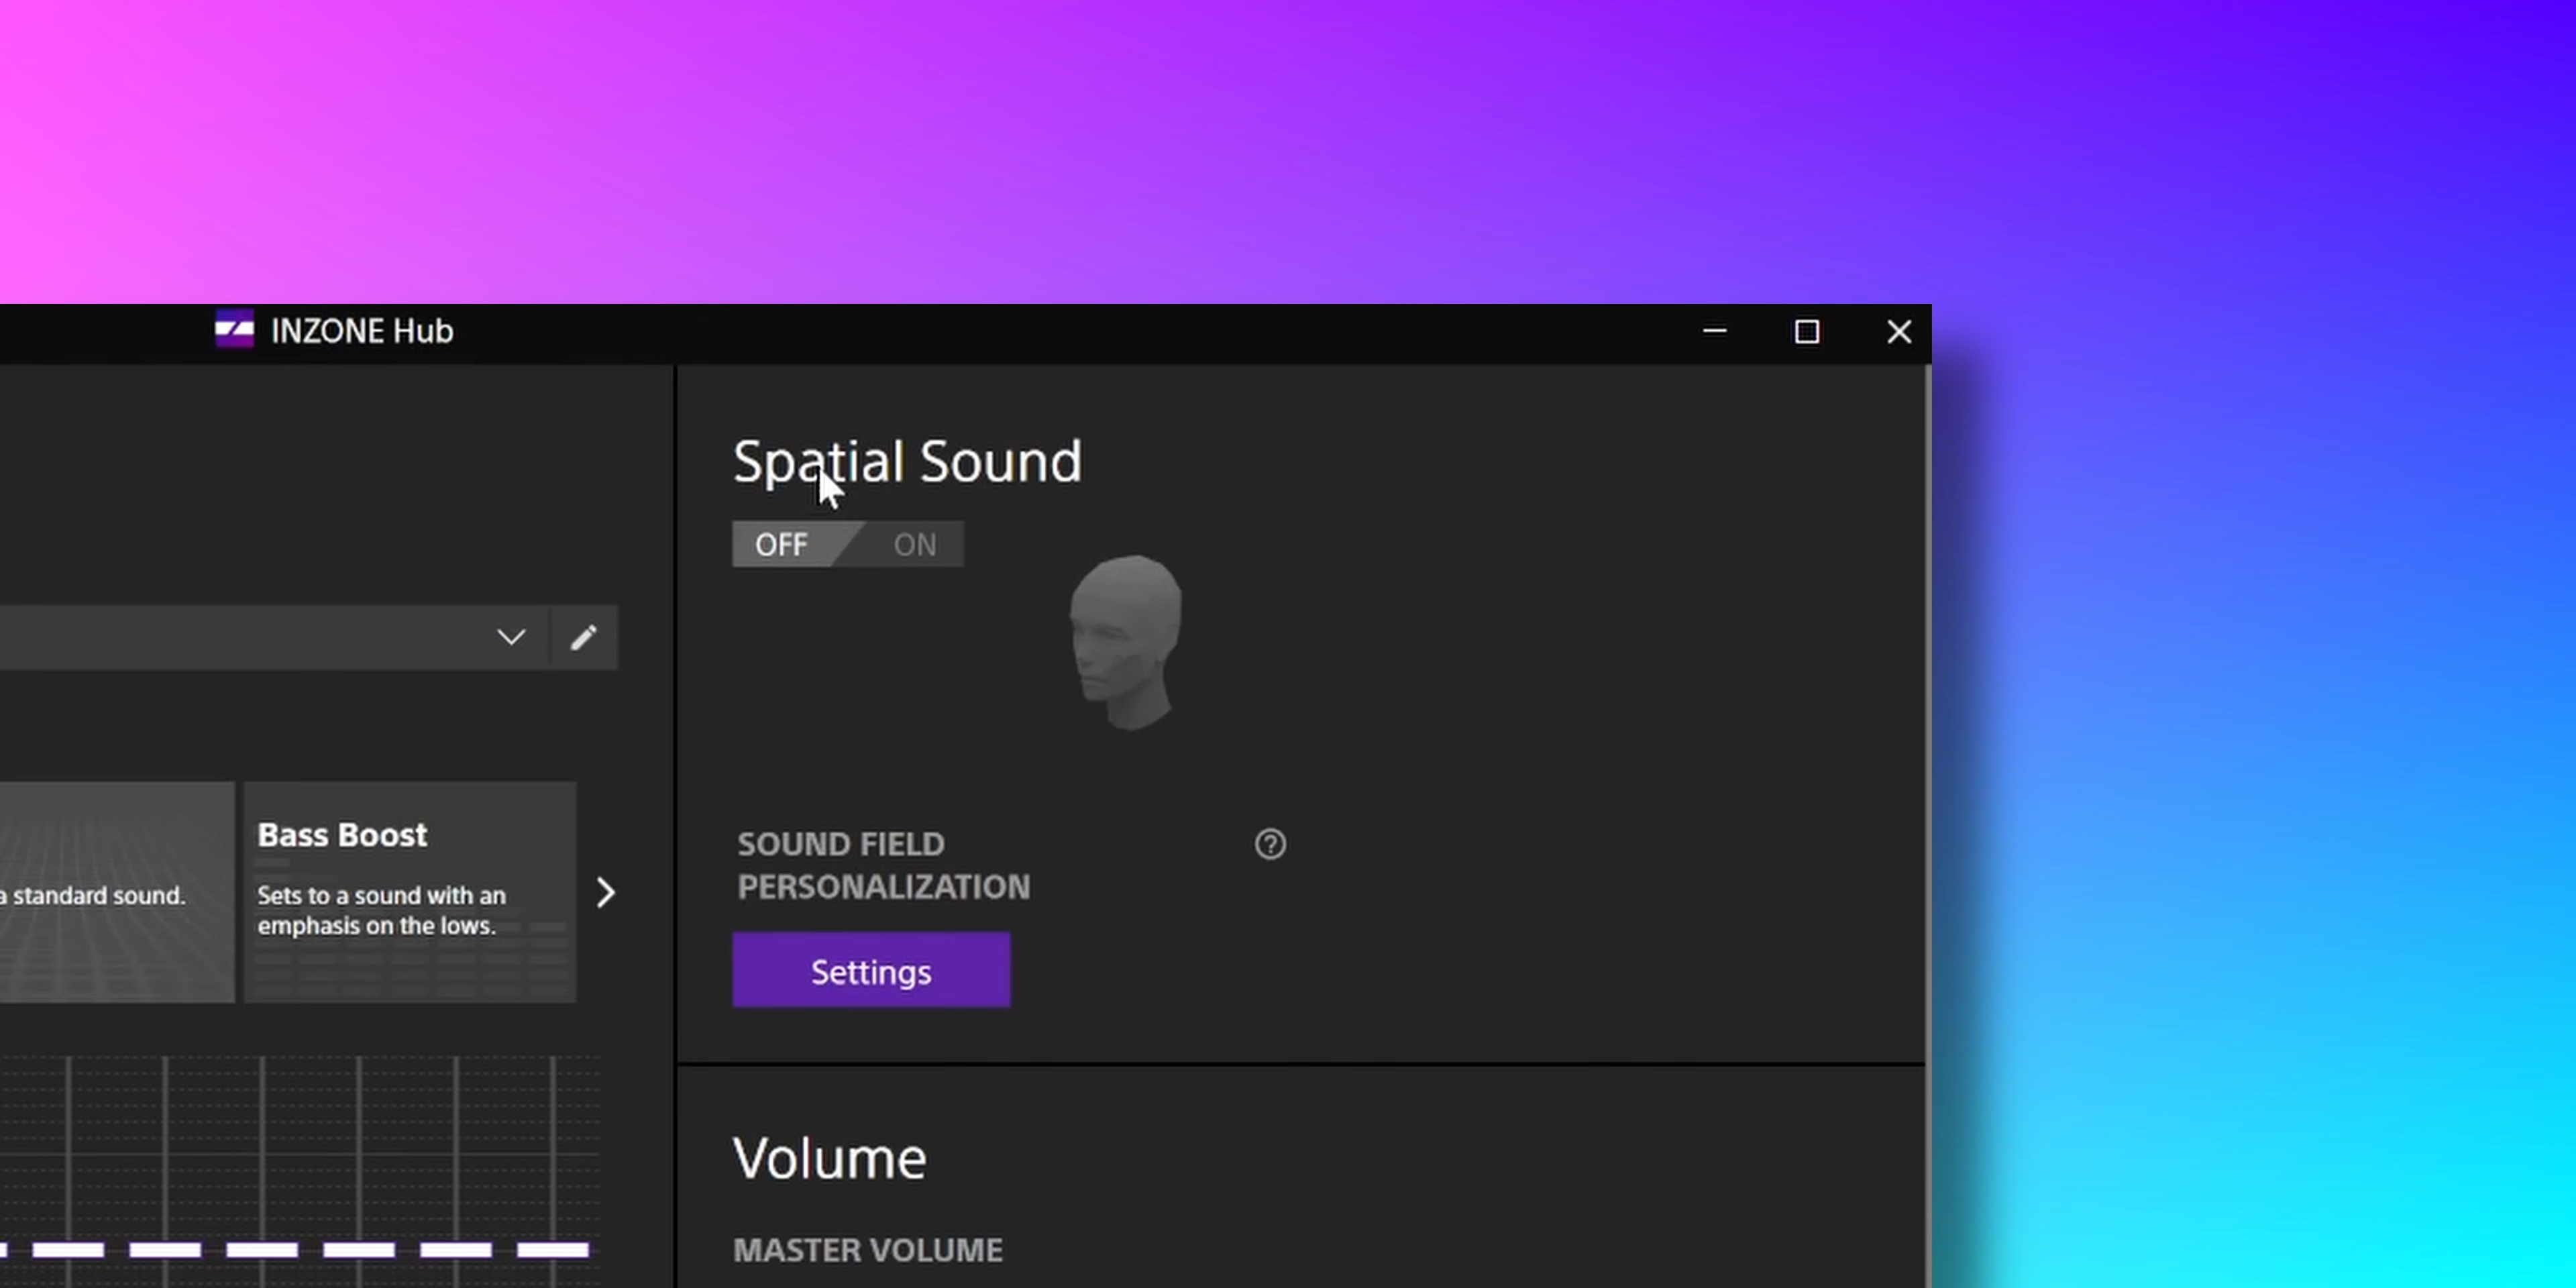 INZONE Hub
Spatial Sound
OFF ON
SOUND FIELD
PERSONALIZATION
Settings
a standard sound.
Bass Boost
Sets to a sound with an
emphasis on the lows.
Volume
MASTER VOLUME